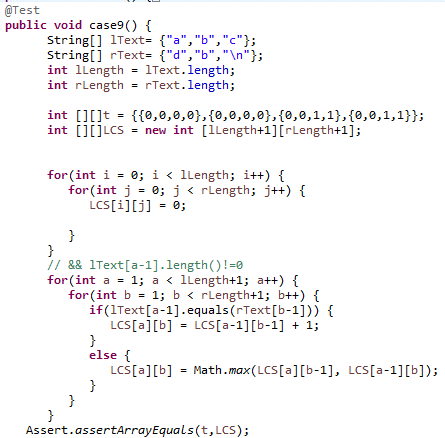 @Test
public void case9() {
String[] lText= {"a","b","c"};
String[] rText= {"d","b","\n"};
int lLength = lText.length;
int rLength = rText.length;
int [][]t = {{0,0,0,0},{0,0,0,0},{0,0,1,1},{0,0,1,1}};
int [][]LCS = new int [lLength+1][rLength+1];
for(int i = 0; i < lLength; i++) {
for(int j = 0; j < rLength; j++) {
LCS[i][j] = 0;
}
}
// && lText[a-1].length()!=0
for(int a = 1; a < lLength+1; a++) {
for(int b = 1; b < rLength+1; b++) {
if(lText[a-1].equals(rText[b-1])) {
LCS[a][b] = LCS[a-1][b-1] + 1;
}
else {
LCS[a][b] = Math.max(LCS[a][b-1], LCS[a-1][b]);
}
}
}
Assert.assertArrayEquals(t,LCS);